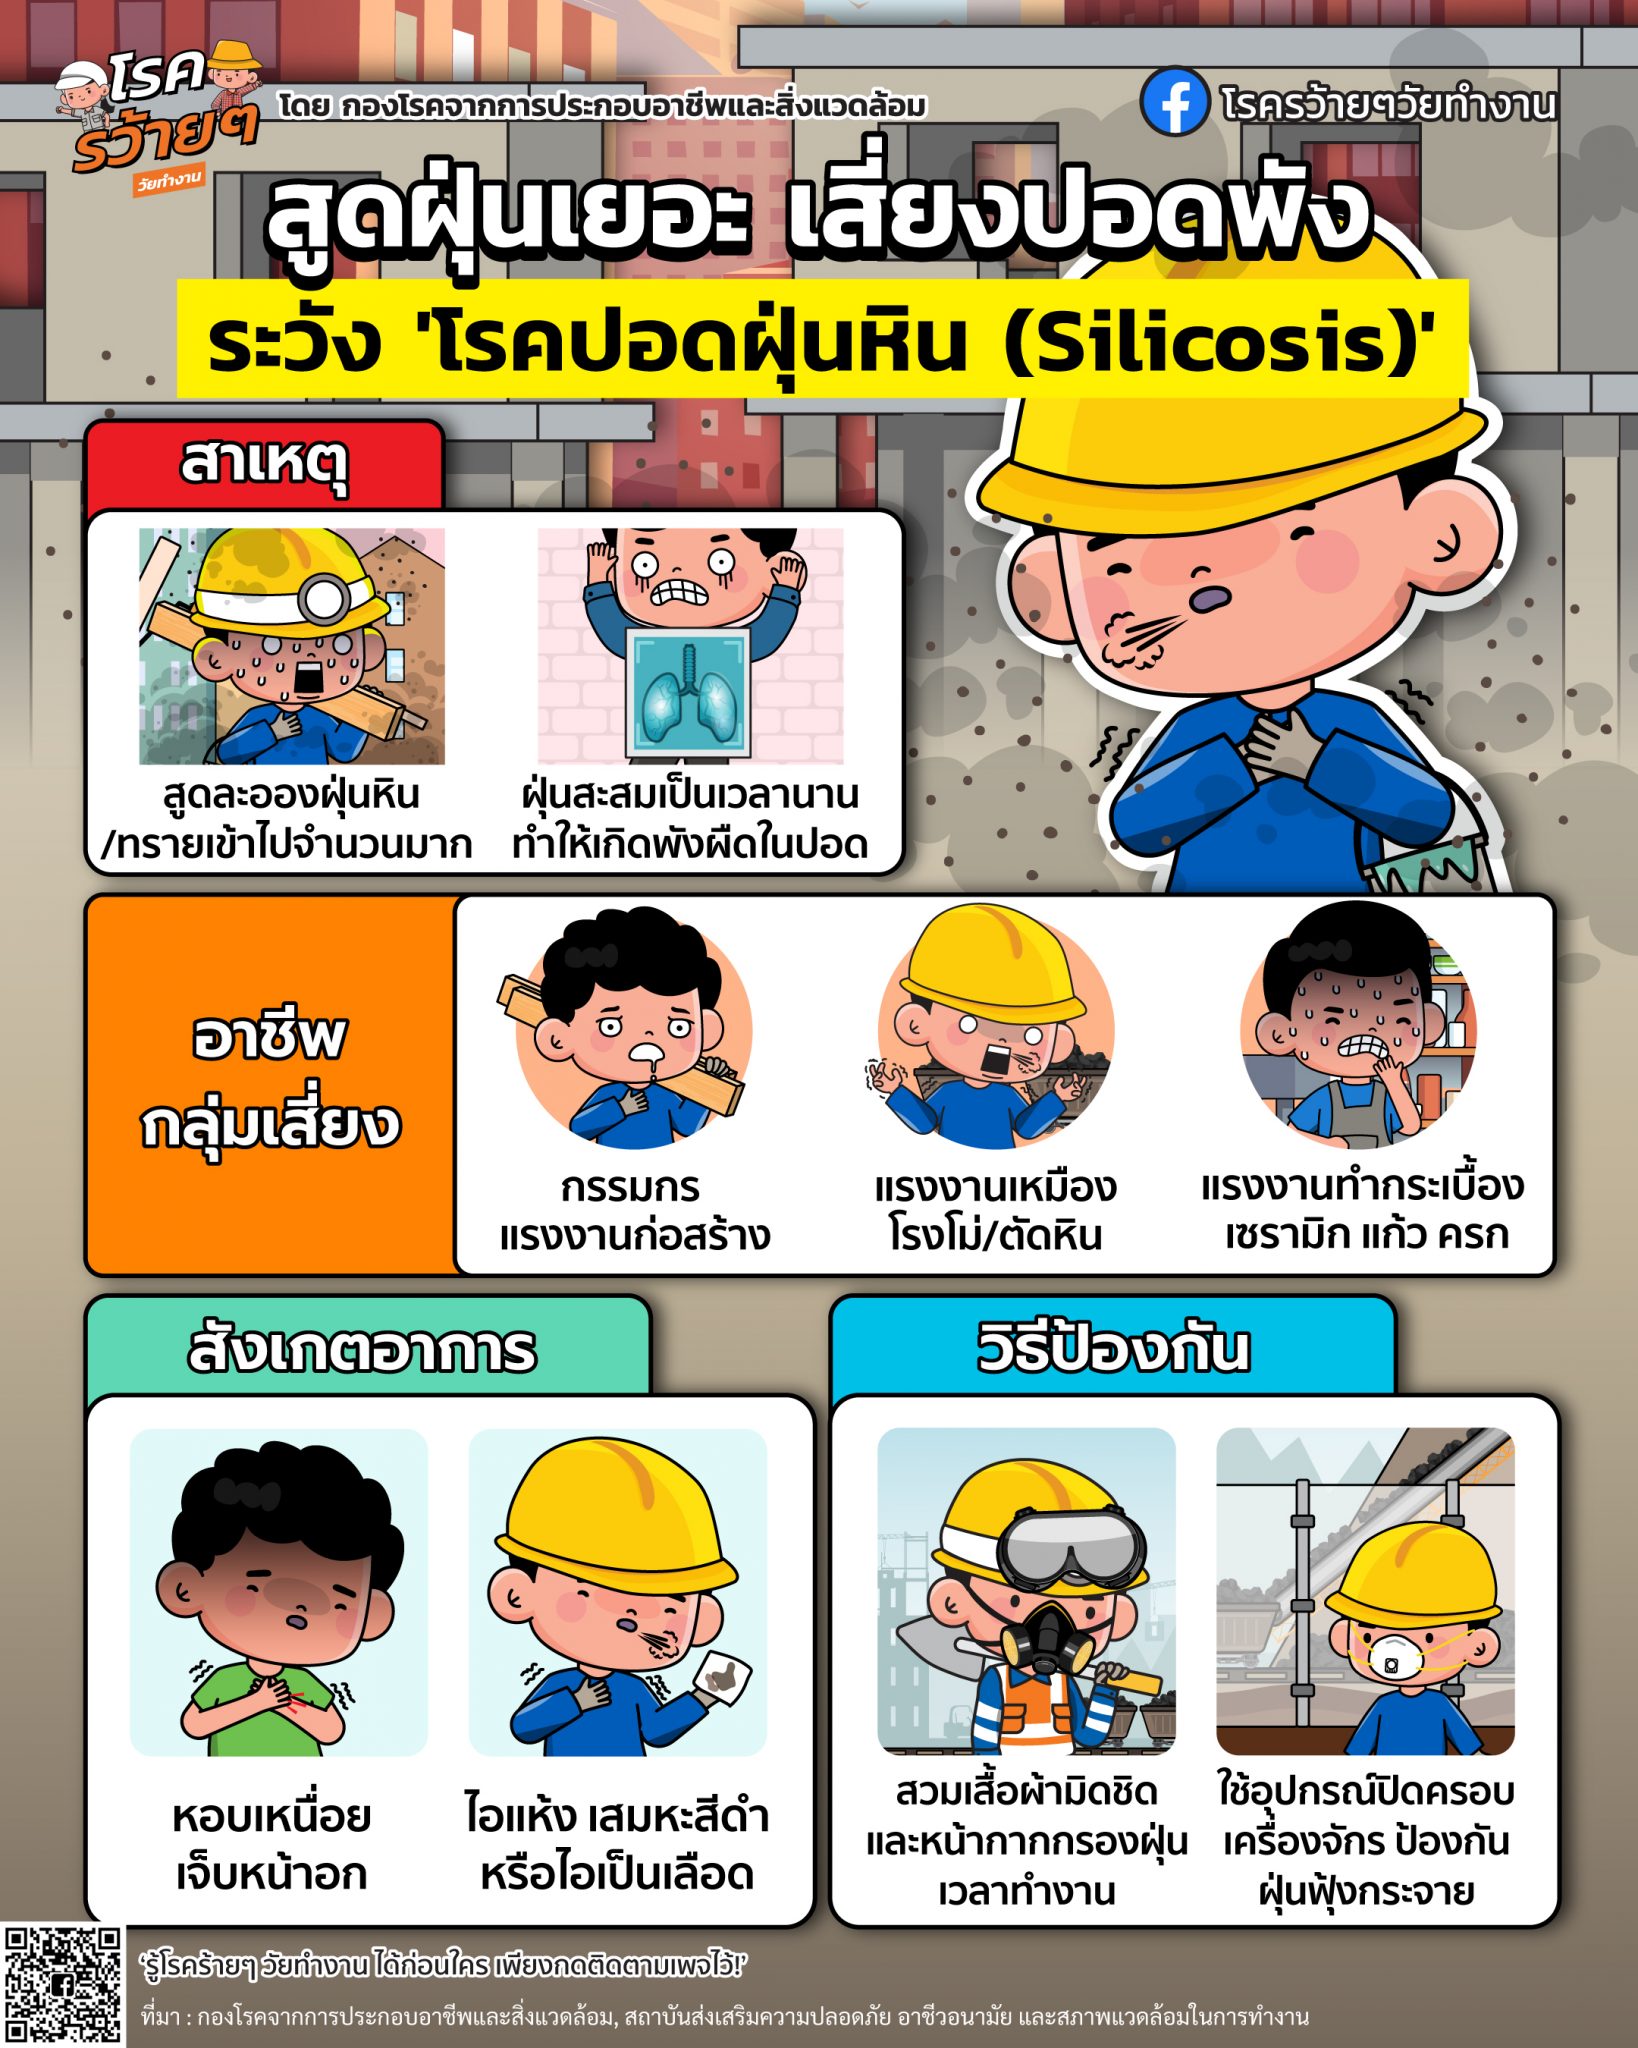 โรค
รว้ายๆ
วัยทำงาน
โดย กองโรคจากการประกอบอาชีพและสิ่งแวดล้อม
โรครว้ายๆวัยทำงาน
สูดฝุ่นเยอะ เสี่ยงปอดพัง
ระวัง 'โรคปอดฝุ่นหิน (Silicosis)'
สาเหตุ
สูดละอองฝุ่นหิน
/ทรายเข้าไปจำนวนมาก
ฝุ่นสะสมเป็นเวลานาน
ทำให้เกิดพังผืดในปอด
อาชีพ
กลุ่มเสี่ยง
กรรมกร
แรงงานก่อสร้าง
แรงงานเหมือง
โรงโม่/ตัดหิน
แรงงานทำกระเบื้อง
เซรามิก แก้ว ครก
สังเกตอาการ
หอบเหนื่อย
เจ็บหน้าอก
ไอแห้ง เสมหะสีดำ
หรือไอเป็นเลือด
วิธีป้องกัน
สวมเสื้อผ้ามิดชิด
และหน้ากากกรองฝุ่น
เวลาทำงาน
ใช้อุปกรณ์ปิดครอบ
เครื่องจักร ป้องกัน
ฝุ่นฟุ้งกระจาย
'รู้โรคร้ายๆ วัยทำงาน ได้ก่อนใคร เพียงกดติดตามเพจไว้!'
ที่มา : กองโรคจากการประกอบอาชีพและสิ่งแวดล้อม, สถาบันส่งเสริมความปลอดภัย อาชีวอนามัย และสภาพแวดล้อมในการทำงาน